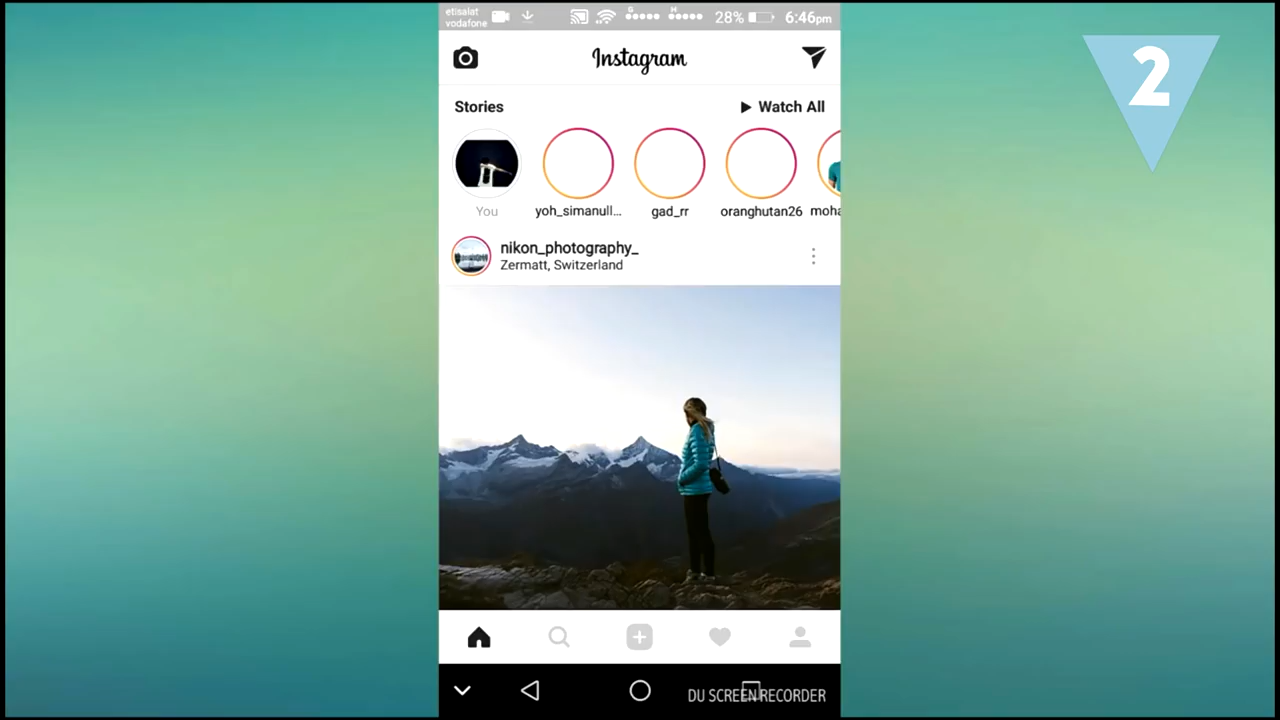 etisalat
vodafone
G
H
28%
6:46pm
Instagram
2
Stories
Watch All
You
yoh_simanull...
gad_rr
oranghutan26
moha
nikon_photography_
Zermatt, Switzerland
DU SCREEN RECORDER